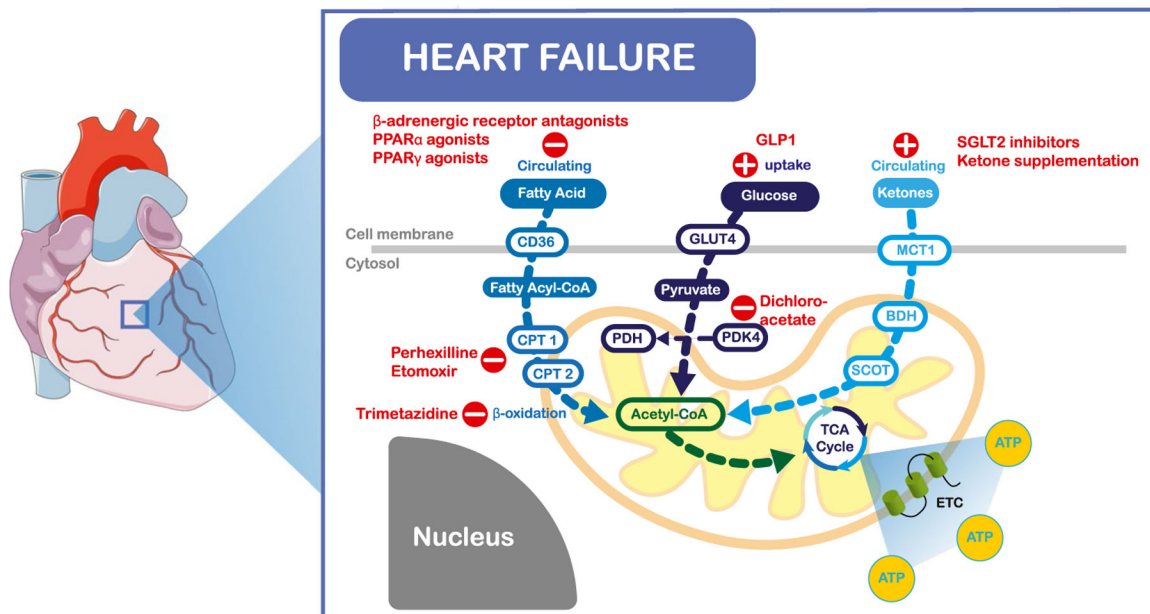 HEART FAILURE
β-adrenergic receptor antagonists
PPARα agonists
PPARγ agonists
Circulating
Fatty Acid
GLP1
uptake
Glucose
Circulating
Ketones
SGLT2 inhibitors
Ketone supplementation
Cell membrane
Cytosol
CD36
GLUT4
MCT1
Fatty Acyl-CoA
Pyruvate
Dichloro-
acetate
BDH
CPT 1
PDH
PDK4
Perhexilline
Etomoxir
CPT 2
SCOT
Trimetazidine
β-oxidation
Acetyl-CoA
TCA
Cycle
ATP
ETC
Nucleus
ATP
ATP